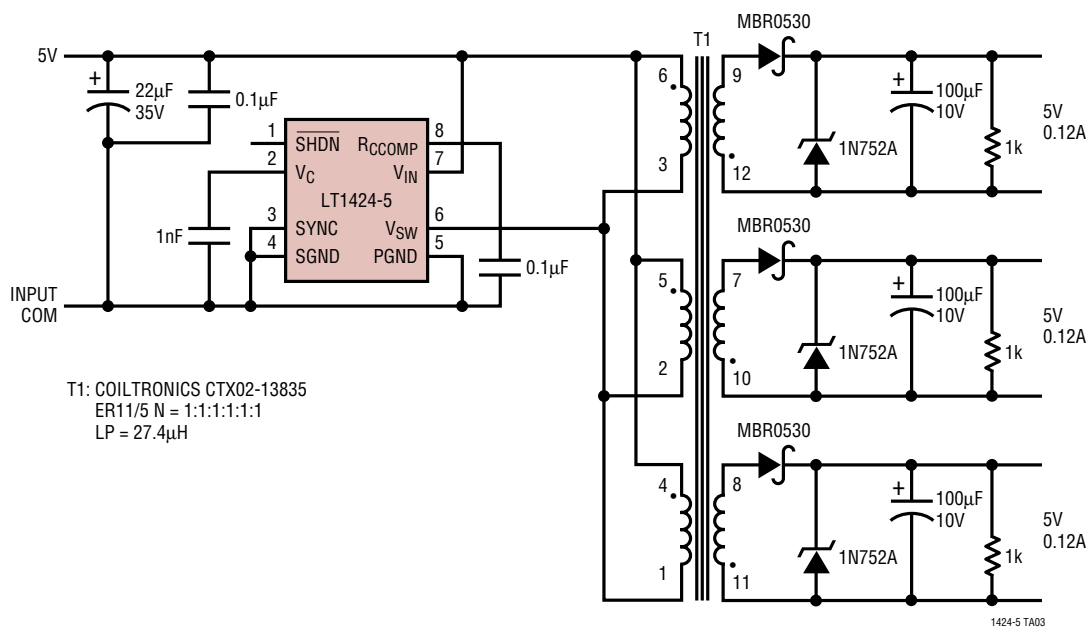 5V
+
22µF
35V
0.1µF
1
SHDN
2
VC
3
SYNC
4
SGND
LT1424-5
8
RCCOMP
7
VIN
6
VSW
5
PGND
1nF
0.1µF
INPUT
COM
T1: COILTRONICS CTX02-13835
ER11/5 N = 1:1:1:1:1:1
LP = 27.4µH
T1
6
3
5
2
4
1
MBR0530
9
12
1N752A
+
100µF
10V
1k
5V
0.12A
MBR0530
7
10
1N752A
+
100µF
10V
1k
5V
0.12A
MBR0530
8
11
1N752A
+
100µF
10V
1k
5V
0.12A
1424-5 TA03